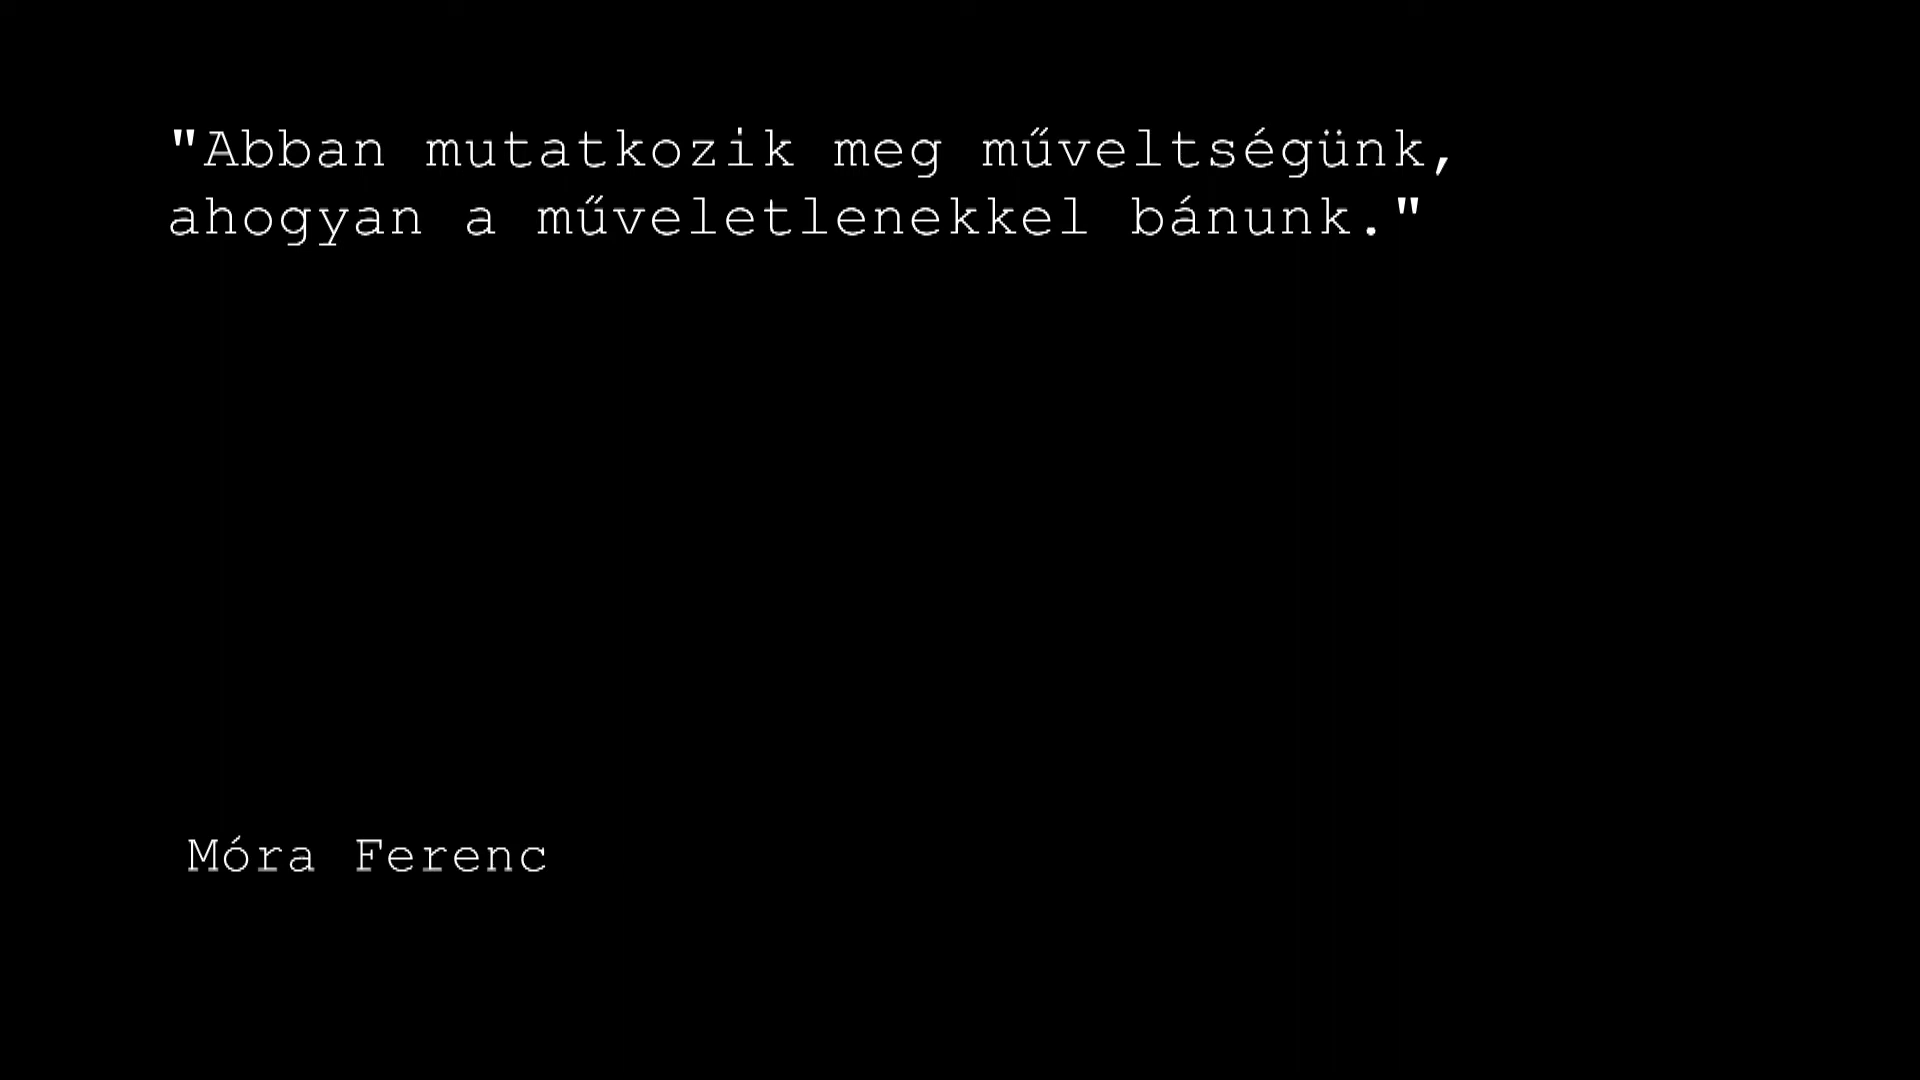 "Abban mutatkozik meg műveltségünk,
ahogyan a műveletlenekkel bánunk."
Móra Ferenc